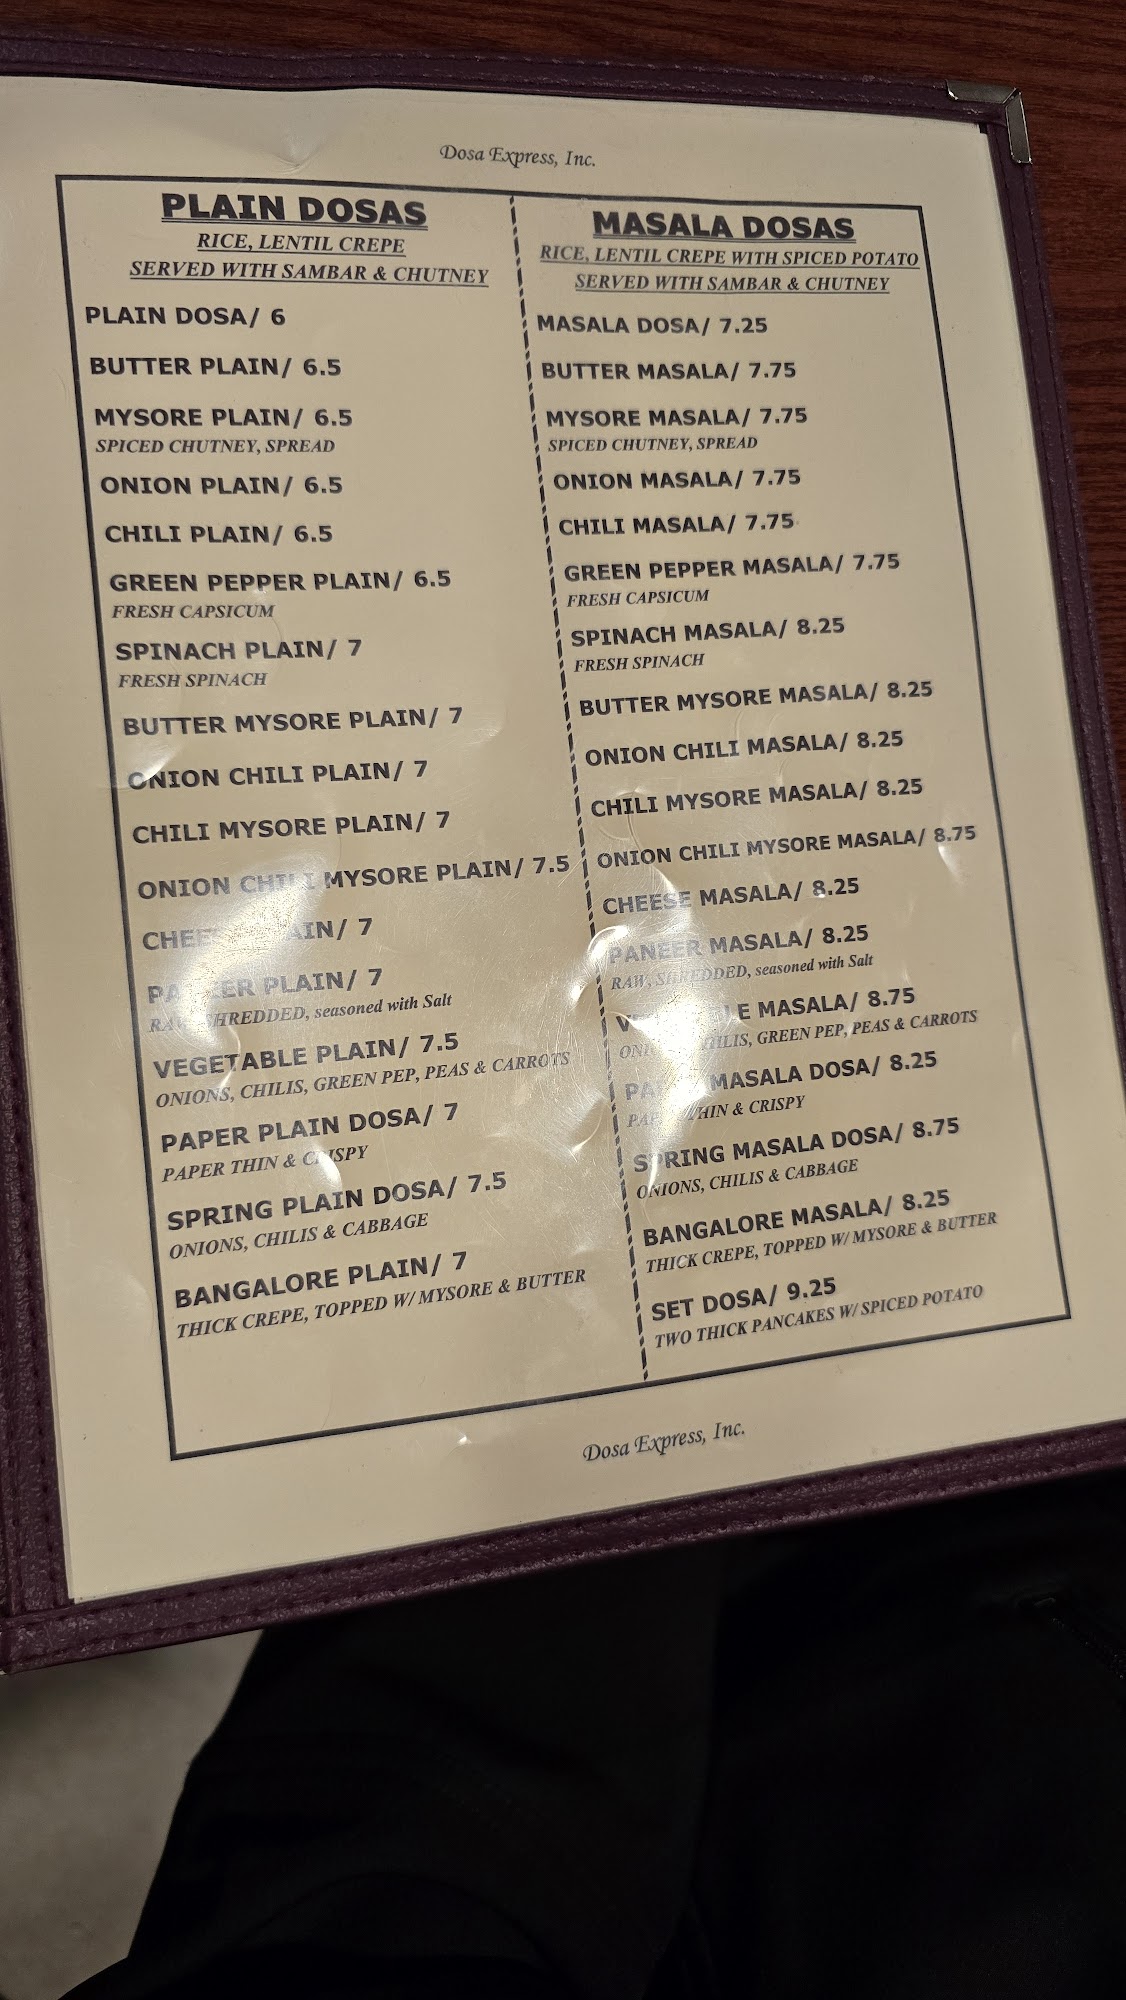 Dosa Express, Inc.
PLAIN DOSAS
RICE, LENTIL CREPE
SERVED WITH SAMBAR & CHUTNEY
PLAIN DOSA/ 6
BUTTER PLAIN/ 6.5
MYSORE PLAIN/ 6.5
SPICED CHUTNEY, SPREAD
ONION PLAIN/ 6.5
CHILI PLAIN/ 6.5
GREEN PEPPER PLAIN/ 6.5
FRESH CAPSICUM
SPINACH PLAIN/ 7
FRESH SPINACH
BUTTER MYSORE PLAIN/ 7
ONION CHILI PLAIN/ 7
CHILI MYSORE PLAIN/ 7
ONION CHILI MYSORE PLAIN/ 7.5
CHEESE PLAIN/ 7
PANEER PLAIN/ 7
RAW, SHREDDED, seasoned with Salt
VEGETABLE PLAIN/ 7.5
ONIONS, CHILIS, GREEN PEP, PEAS & CARROTS
PAPER PLAIN DOSA/ 7
PAPER THIN & CRISPY
SPRING PLAIN DOSA/ 7.5
ONIONS, CHILIS & CABBAGE
BANGALORE PLAIN/ 7
THICK CREPE, TOPPED W/ MYSORE & BUTTER
MASALA DOSAS
RICE, LENTIL CREPE WITH SPICED POTATO
SERVED WITH SAMBAR & CHUTNEY
MASALA DOSA/ 7.25
BUTTER MASALA/ 7.75
MYSORE MASALA/ 7.75
SPICED CHUTNEY, SPREAD
ONION MASALA/ 7.75
CHILI MASALA/ 7.75
GREEN PEPPER MASALA/ 7.75
FRESH CAPSICUM
SPINACH MASALA/ 8.25
FRESH SPINACH
BUTTER MYSORE MASALA/ 8.25
ONION CHILI MASALA/ 8.25
CHILI MYSORE MASALA/ 8.25
ONION CHILI MYSORE MASALA/ 8.75
CHEESE MASALA/ 8.25
PANEER MASALA/ 8.25
RAW, SHREDDED, seasoned with Salt
VEGETABLE MASALA/ 8.75
ONIONS, CHILIS, GREEN PEP, PEAS & CARROTS
PAPER MASALA DOSA/ 8.25
PAPER THIN & CRISPY
SPRING MASALA DOSA/ 8.75
ONIONS, CHILIS & CABBAGE
BANGALORE MASALA/ 8.25
THICK CREPE, TOPPED W/ MYSORE & BUTTER
SET DOSA/ 9.25
TWO THICK PANCAKES W/ SPICED POTATO
Dosa Express, Inc.